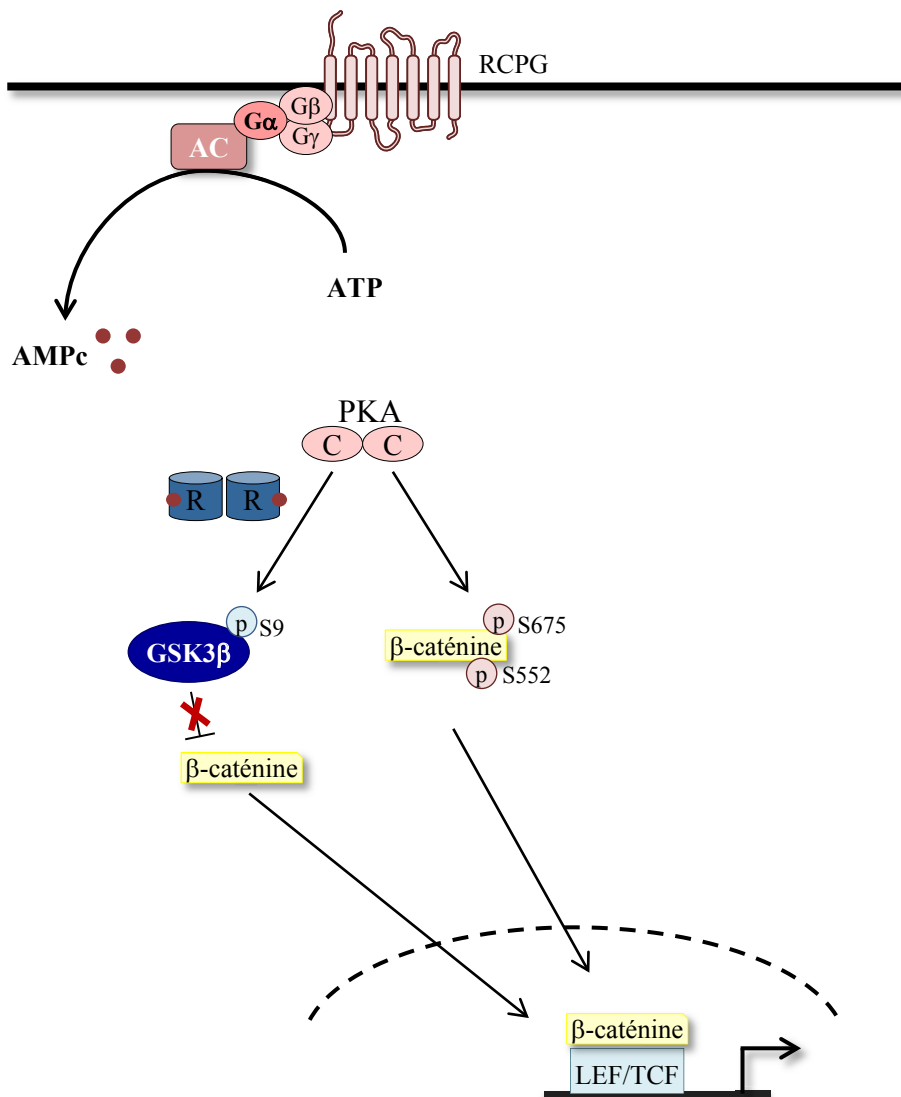 RCPG
Gβ
Gα
Gγ
AC
ATP
AMPc
PKA
C C
R R
p S9
GSK3β
p S675
β-caténine
p S552
β-caténine
β-caténine
LEF/TCF